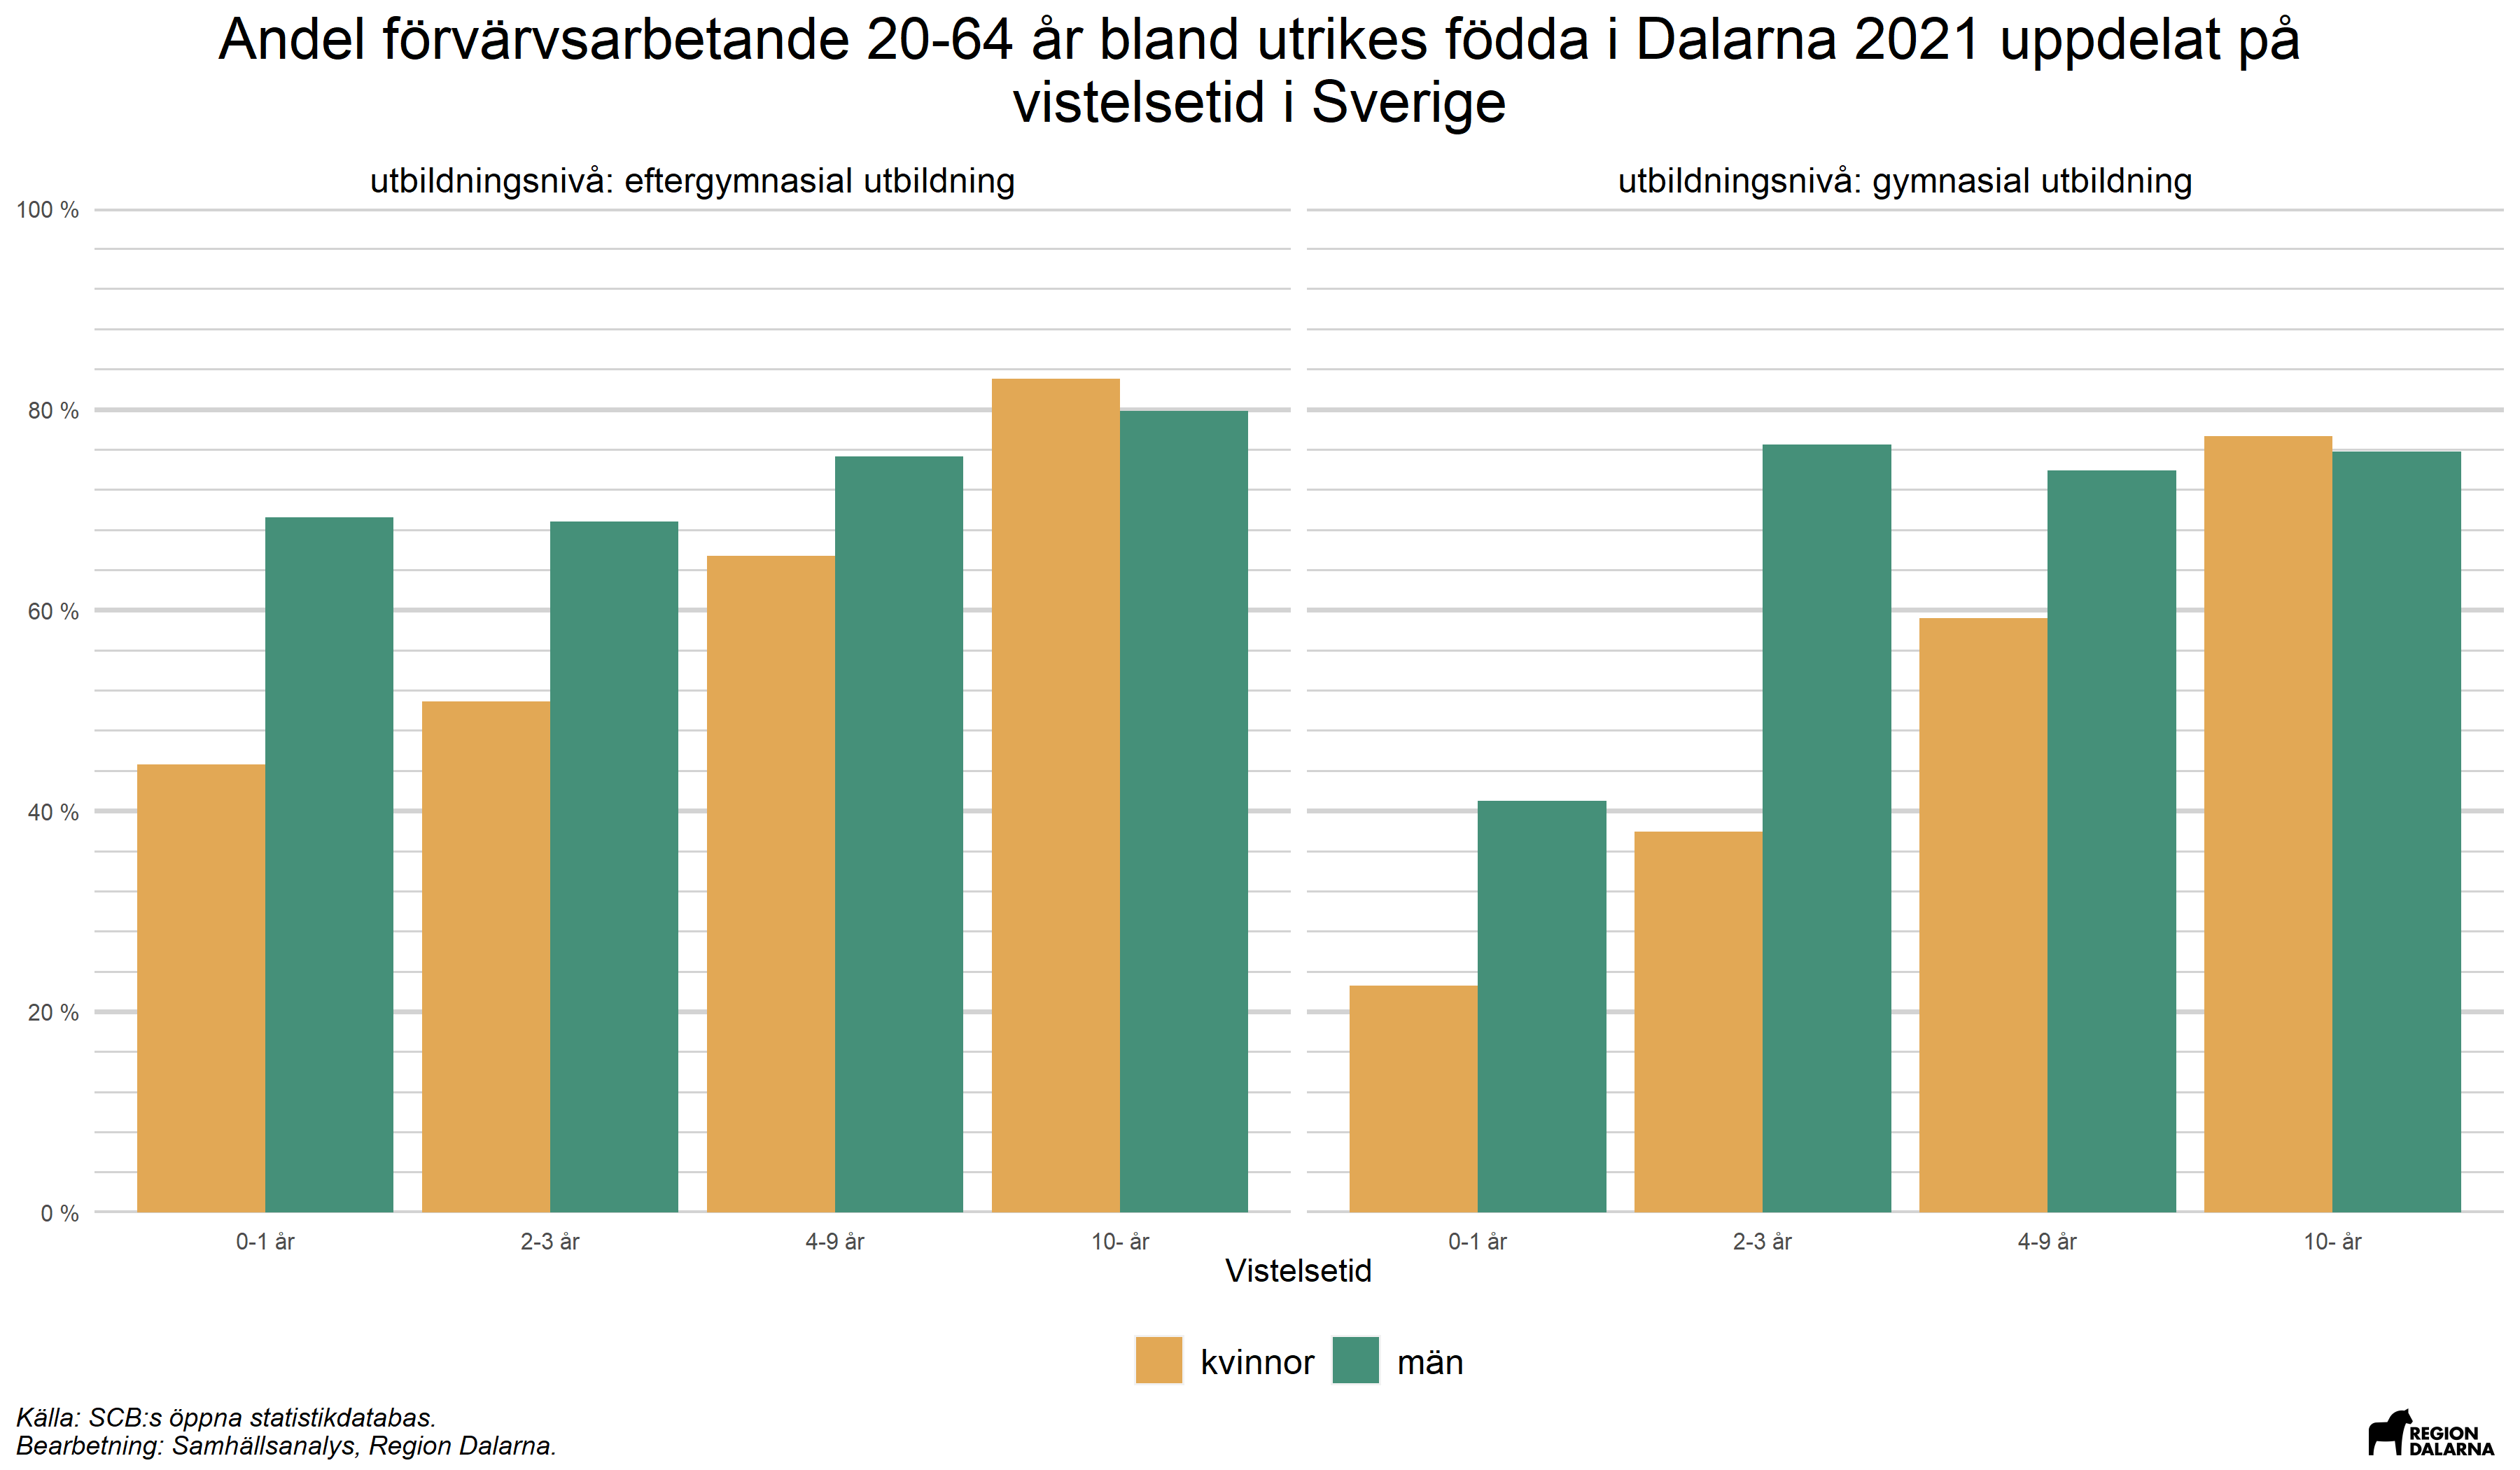 Andel förvärvsarbetande 20-64 år bland utrikes födda i Dalarna 2021 uppdelat på
vistelsetid i Sverige
utbildningsnivå: eftergymnasial utbildning
utbildningsnivå: gymnasial utbildning
100 %
80 %
60 %
40 %
20 %
0 %
0-1 år
2-3 år
4-9 år
10- år
0-1 år
2-3 år
4-9 år
10- år
Vistelsetid
kvinnor
män
Källa: SCB:s öppna statistikdatabas.
Bearbetning: Samhällsanalys, Region Dalarna.
REGION
DALARNA